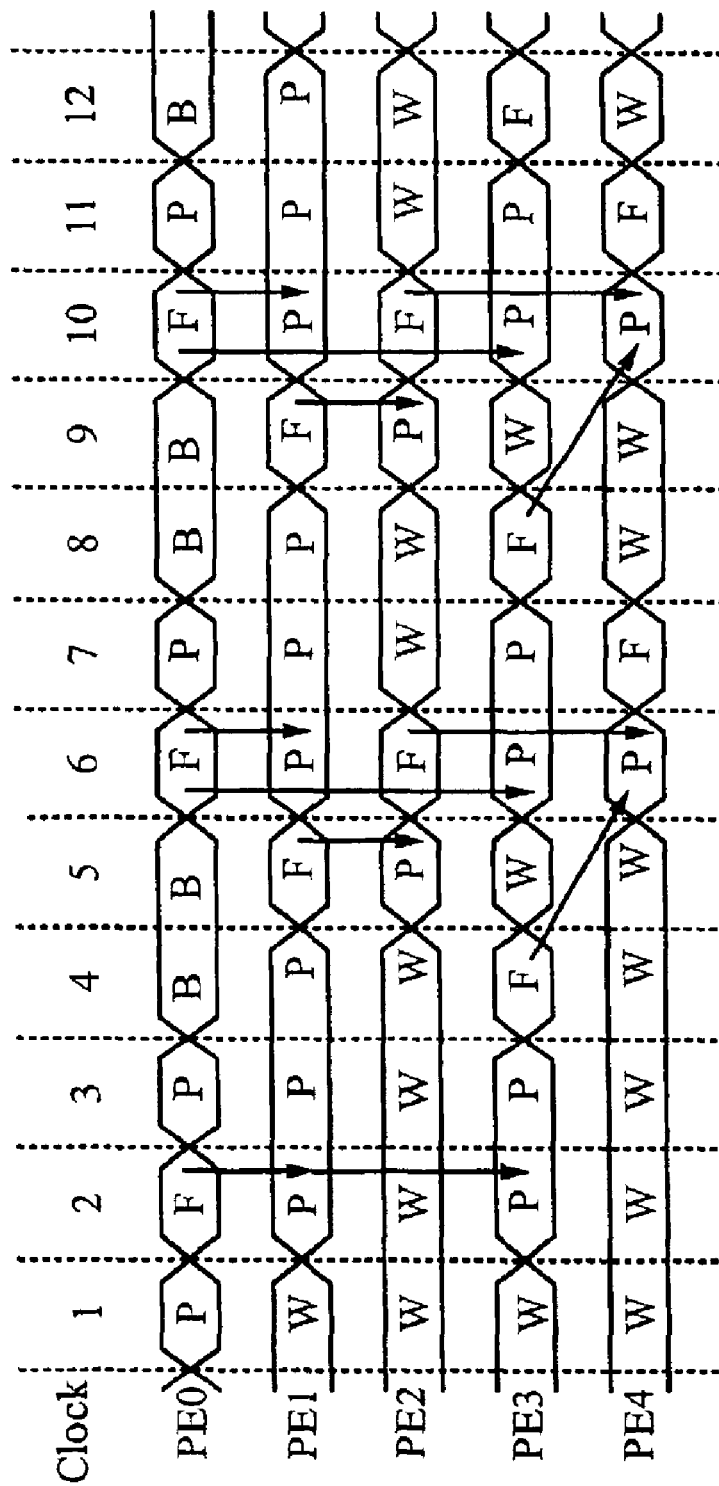 Clock 1 2 3 4 5 6 7 8 9 10 11 12
PE0 P F P B B F P B B F P B
PE1 W P P P F P P P F P P P
PE2 W W W W P F W W P F W W
PE3 W P P F W P P F W P P F
PE4 W W W W W P F W W P F W